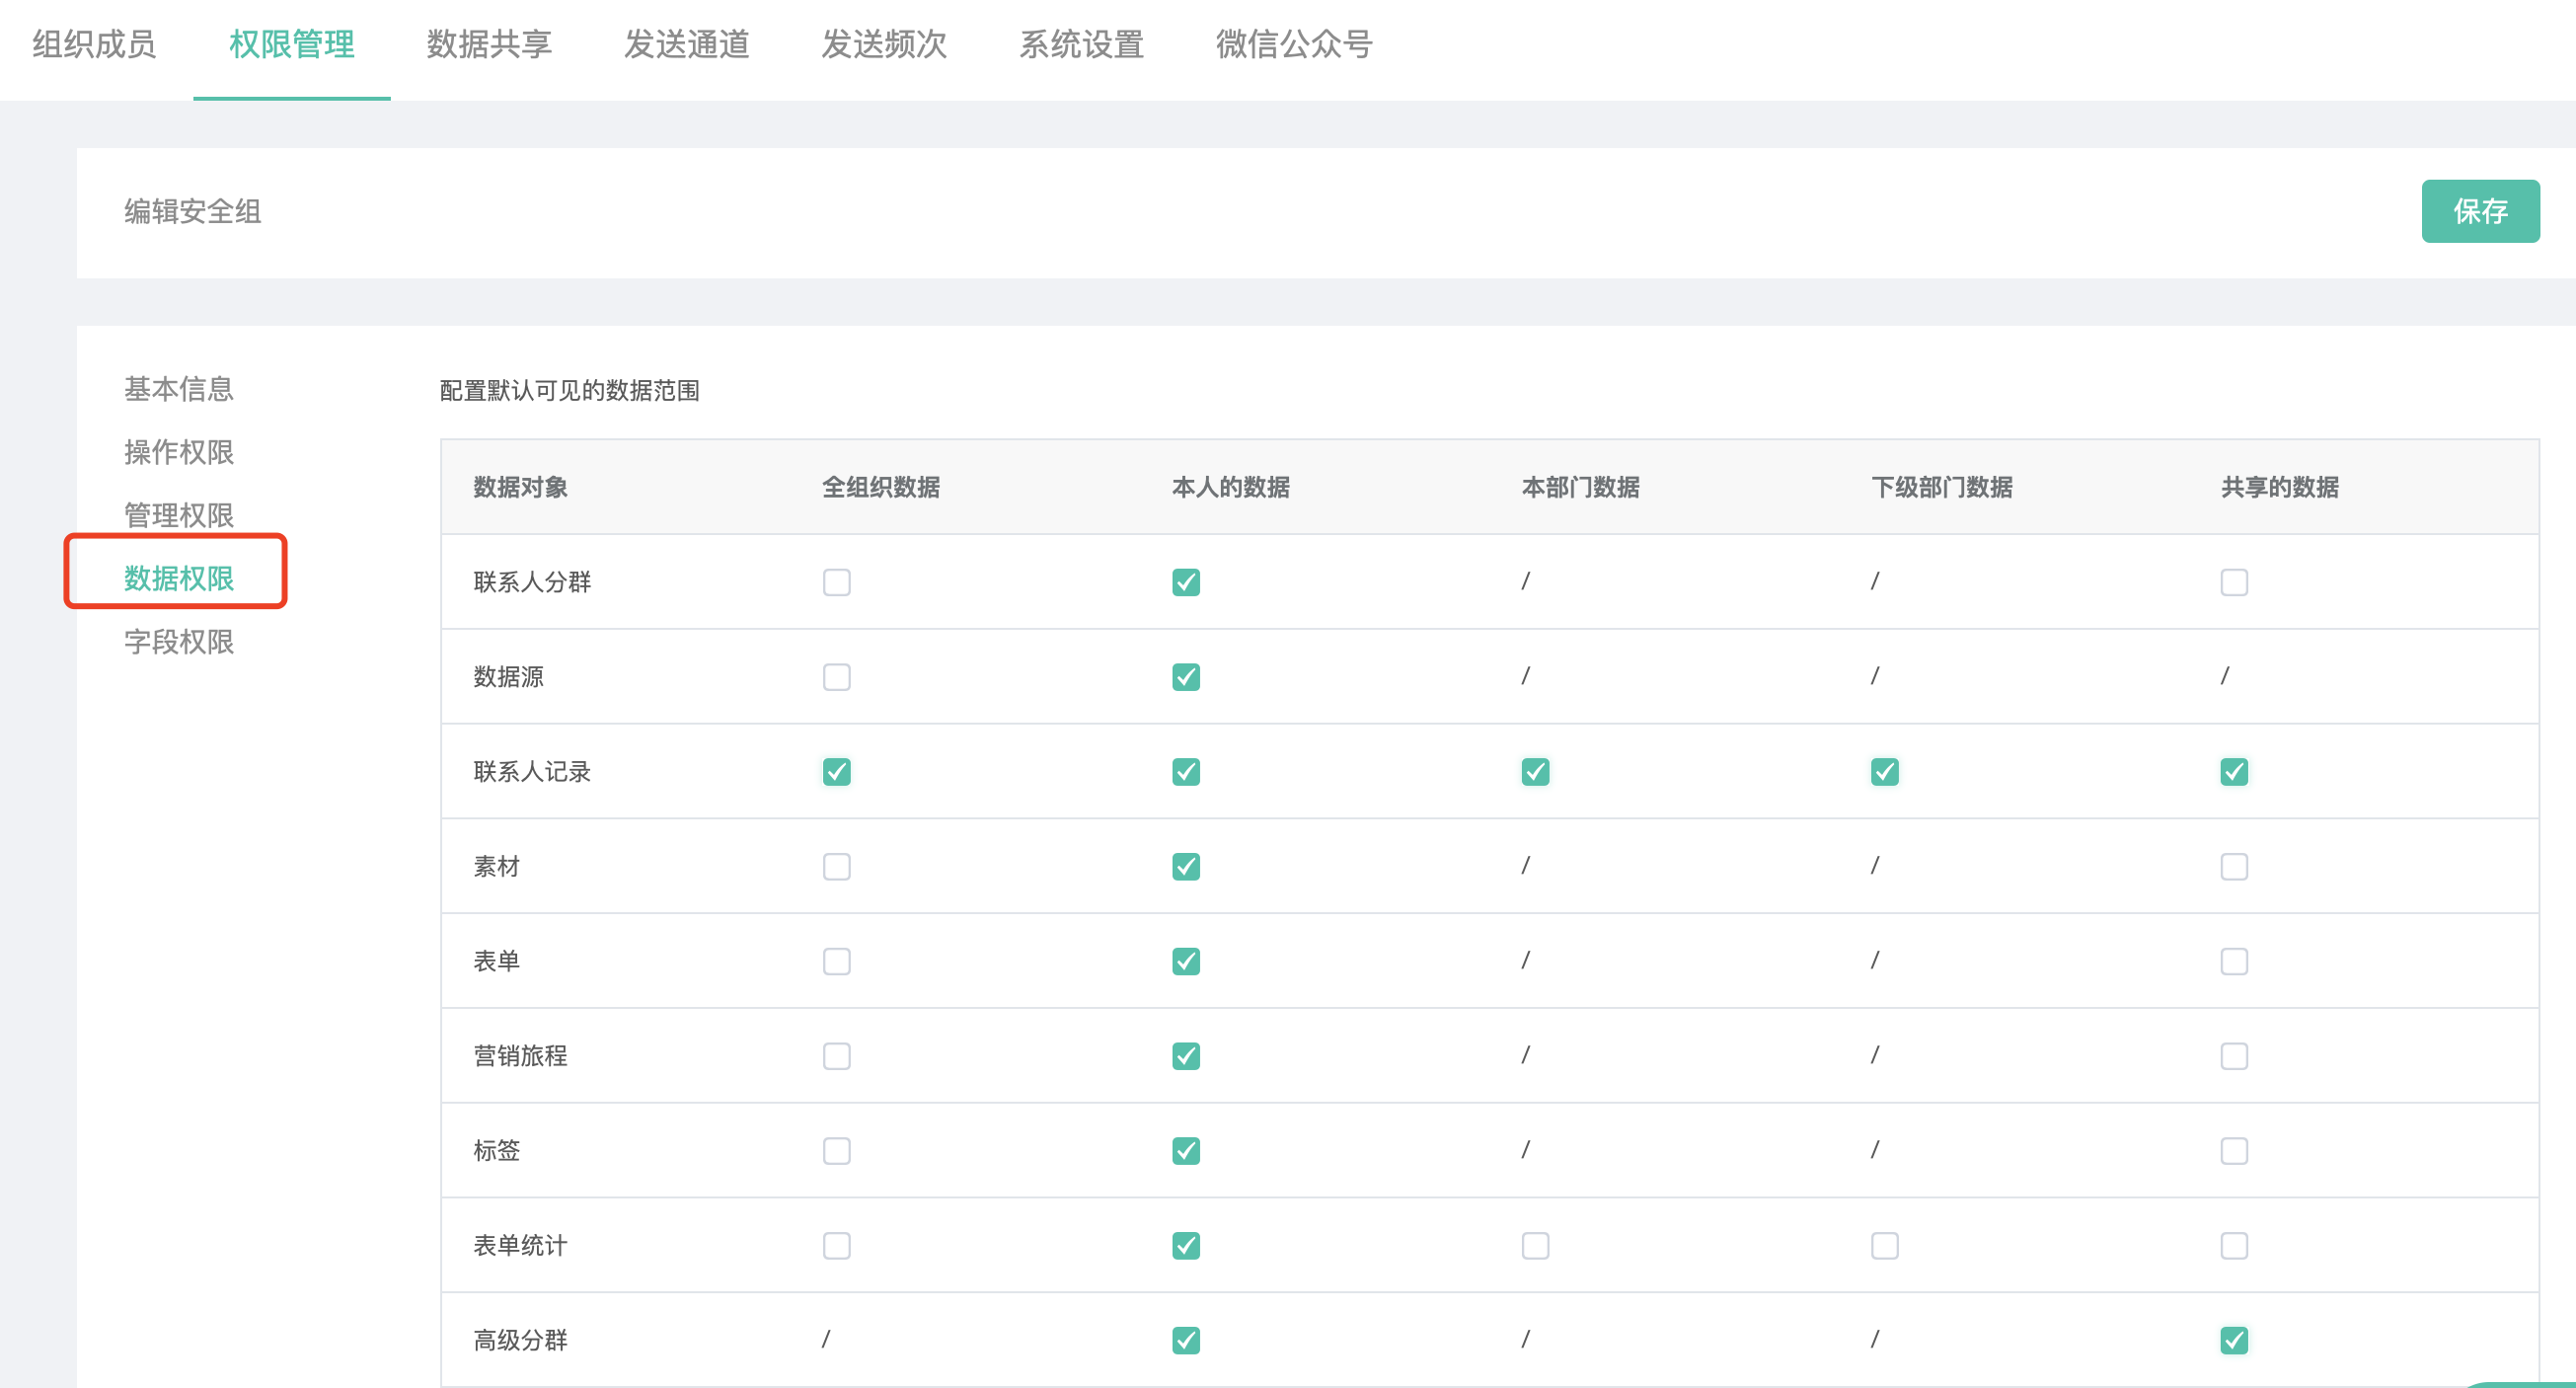 组织成员 权限管理 数据共享 发送通道 发送频次 系统设置 微信公众号
编辑安全组 保存
基本信息
操作权限
管理权限
数据权限
字段权限
配置默认可见的数据范围
数据对象 全组织数据 本人的数据 本部门数据 下级部门数据 共享的数据
联系人分群 / /
数据源 / / /
联系人记录
素材 / /
表单 / /
营销旅程 / /
标签 / /
表单统计
高级分群 / / /